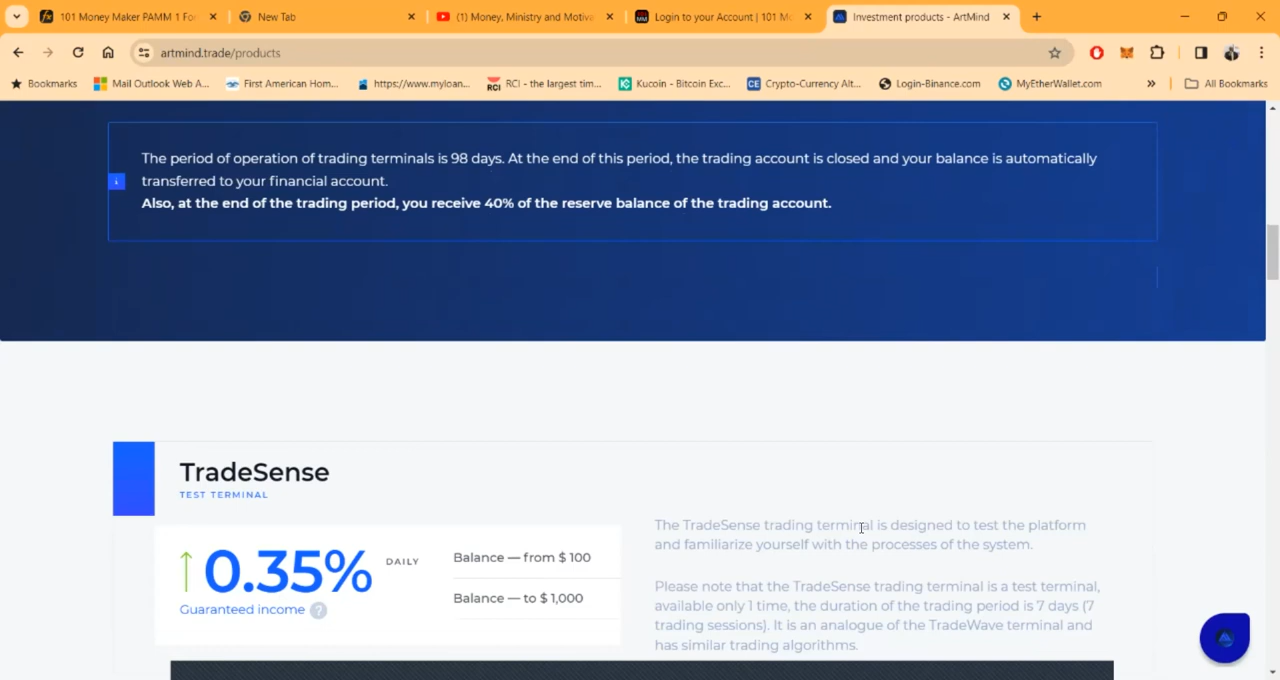 101 Money Maker PAMM 1 Fo
New Tab
(1) Money, Ministry and Motiva
Login to your Account | 101 Mo
Investment products - ArtMind
artmind.trade/products
Bookmarks
Mail Outlook Web A...
First American Hom...
https://www.myloan...
RCI - the largest tim...
Kucoin - Bitcoin Exc...
Crypto-Currency Alt...
Login-Binance.com
MyEtherWallet.com
All Bookmarks
The period of operation of trading terminals is 98 days. At the end of this period, the trading account is closed and your balance is automatically
transferred to your financial account.
Also, at the end of the trading period, you receive 40% of the reserve balance of the trading account.
TradeSense
TEST TERMINAL
0.35%
DAILY
Guaranteed income ?
Balance — from $ 100
Balance — to $ 1,000
The TradeSense trading terminal is designed to test the platform
and familiarize yourself with the processes of the system.
Please note that the TradeSense trading terminal is a test terminal,
available only 1 time, the duration of the trading period is 7 days (7
trading sessions). It is an analogue of the TradeWave terminal and
has similar trading algorithms.